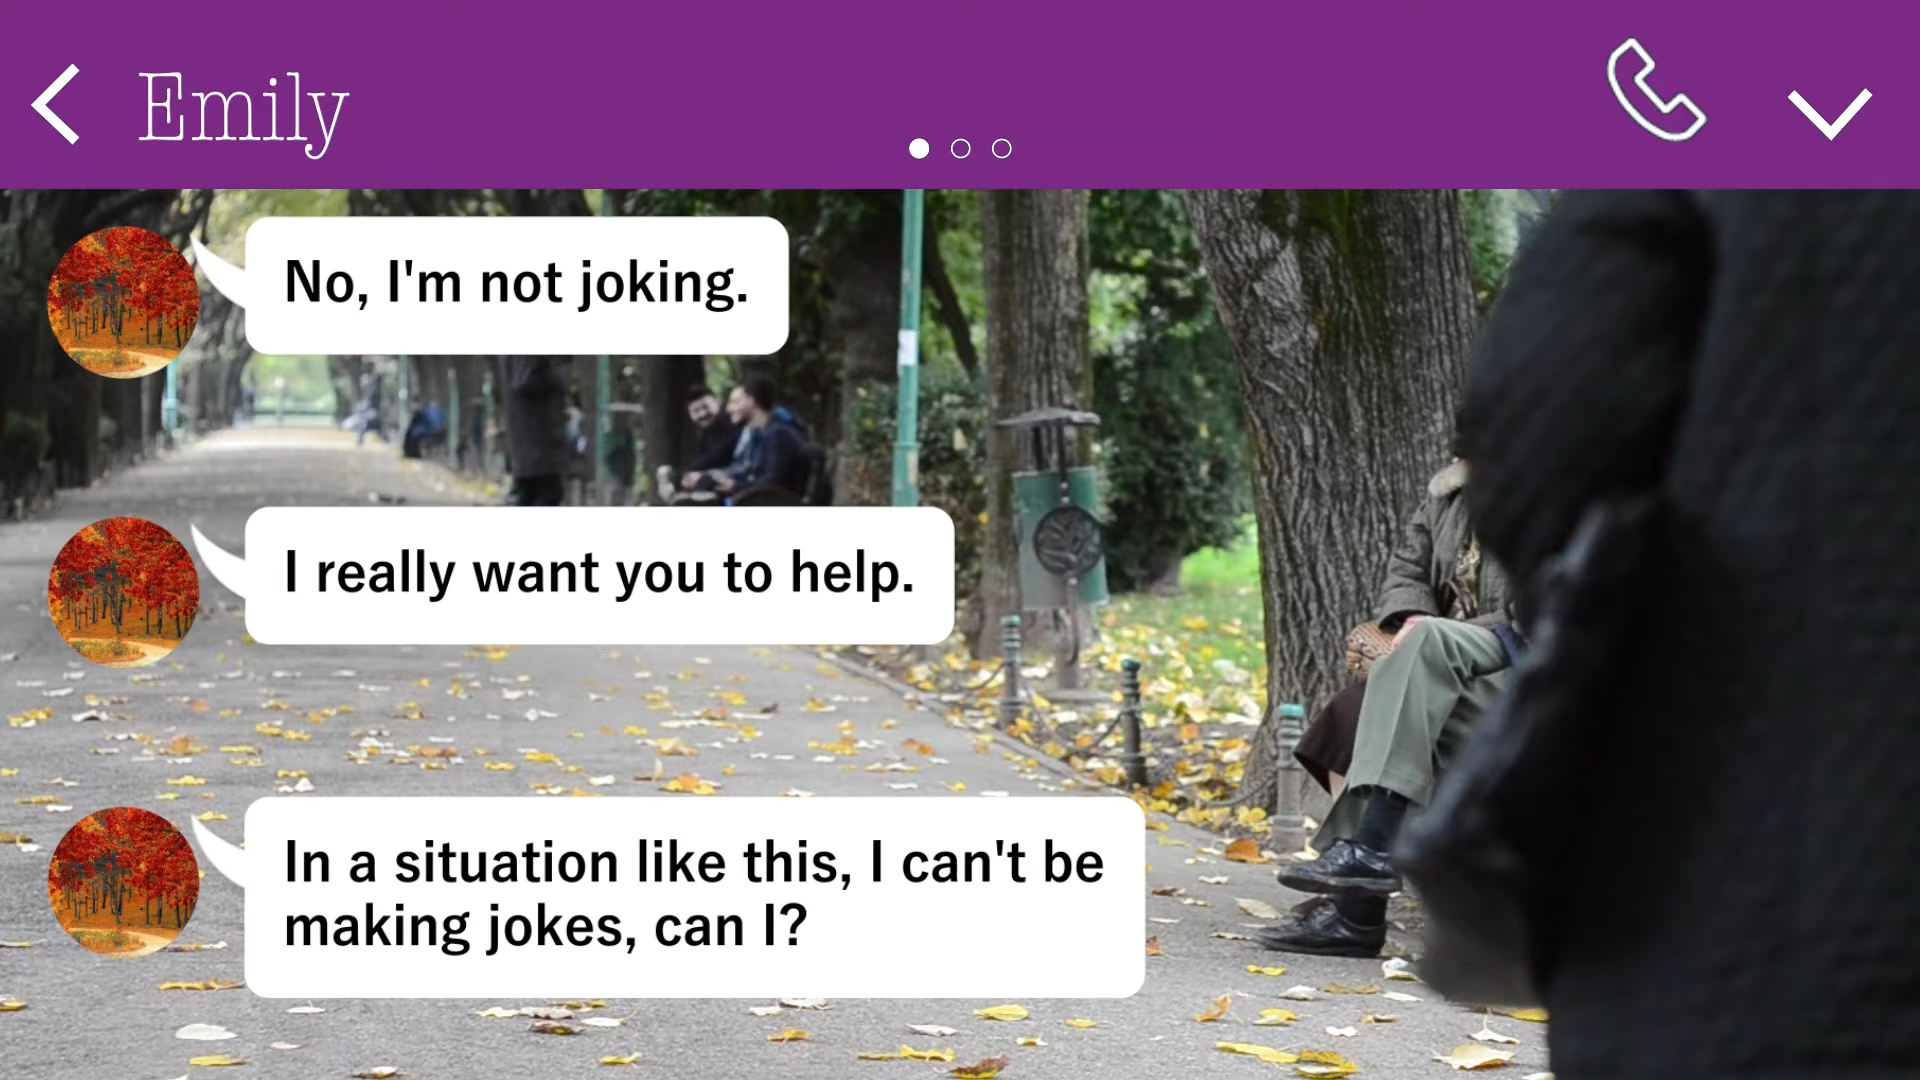 Emily
No, I'm not joking.
I really want you to help.
In a situation like this, I can't be
making jokes, can I?